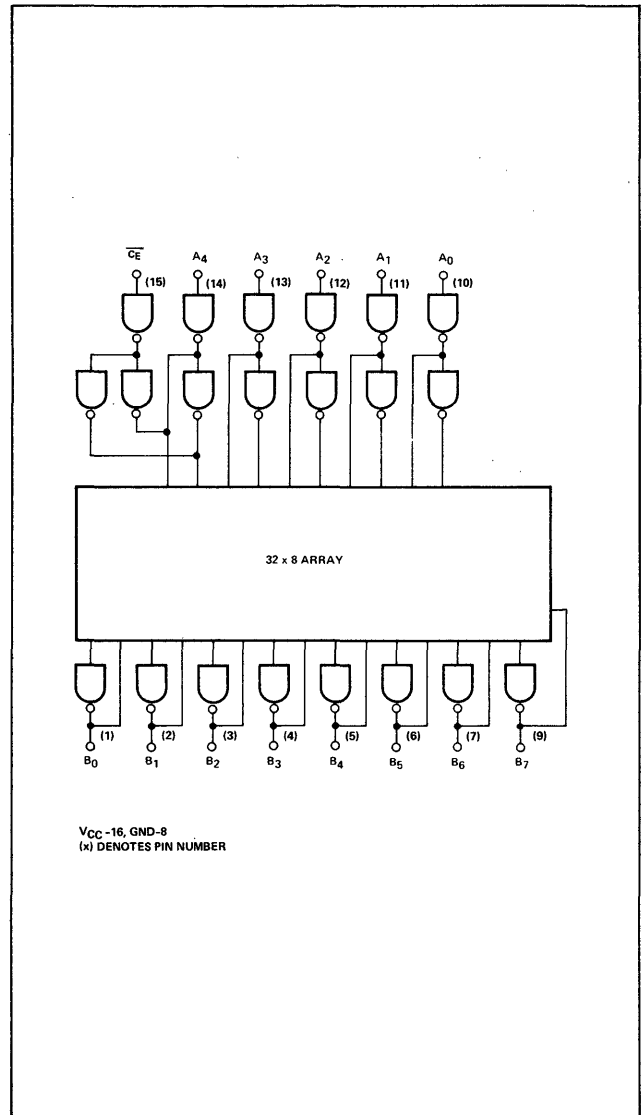 C̅E̅ A4 A3 A2 A1 A0
(15) (14) (13) (12) (11) (10)
32 x 8 ARRAY
(1) (2) (3) (4) (5) (6) (7) (9)
B0 B1 B2 B3 B4 B5 B6 B7
VCC -16, GND-8
(x) DENOTES PIN NUMBER